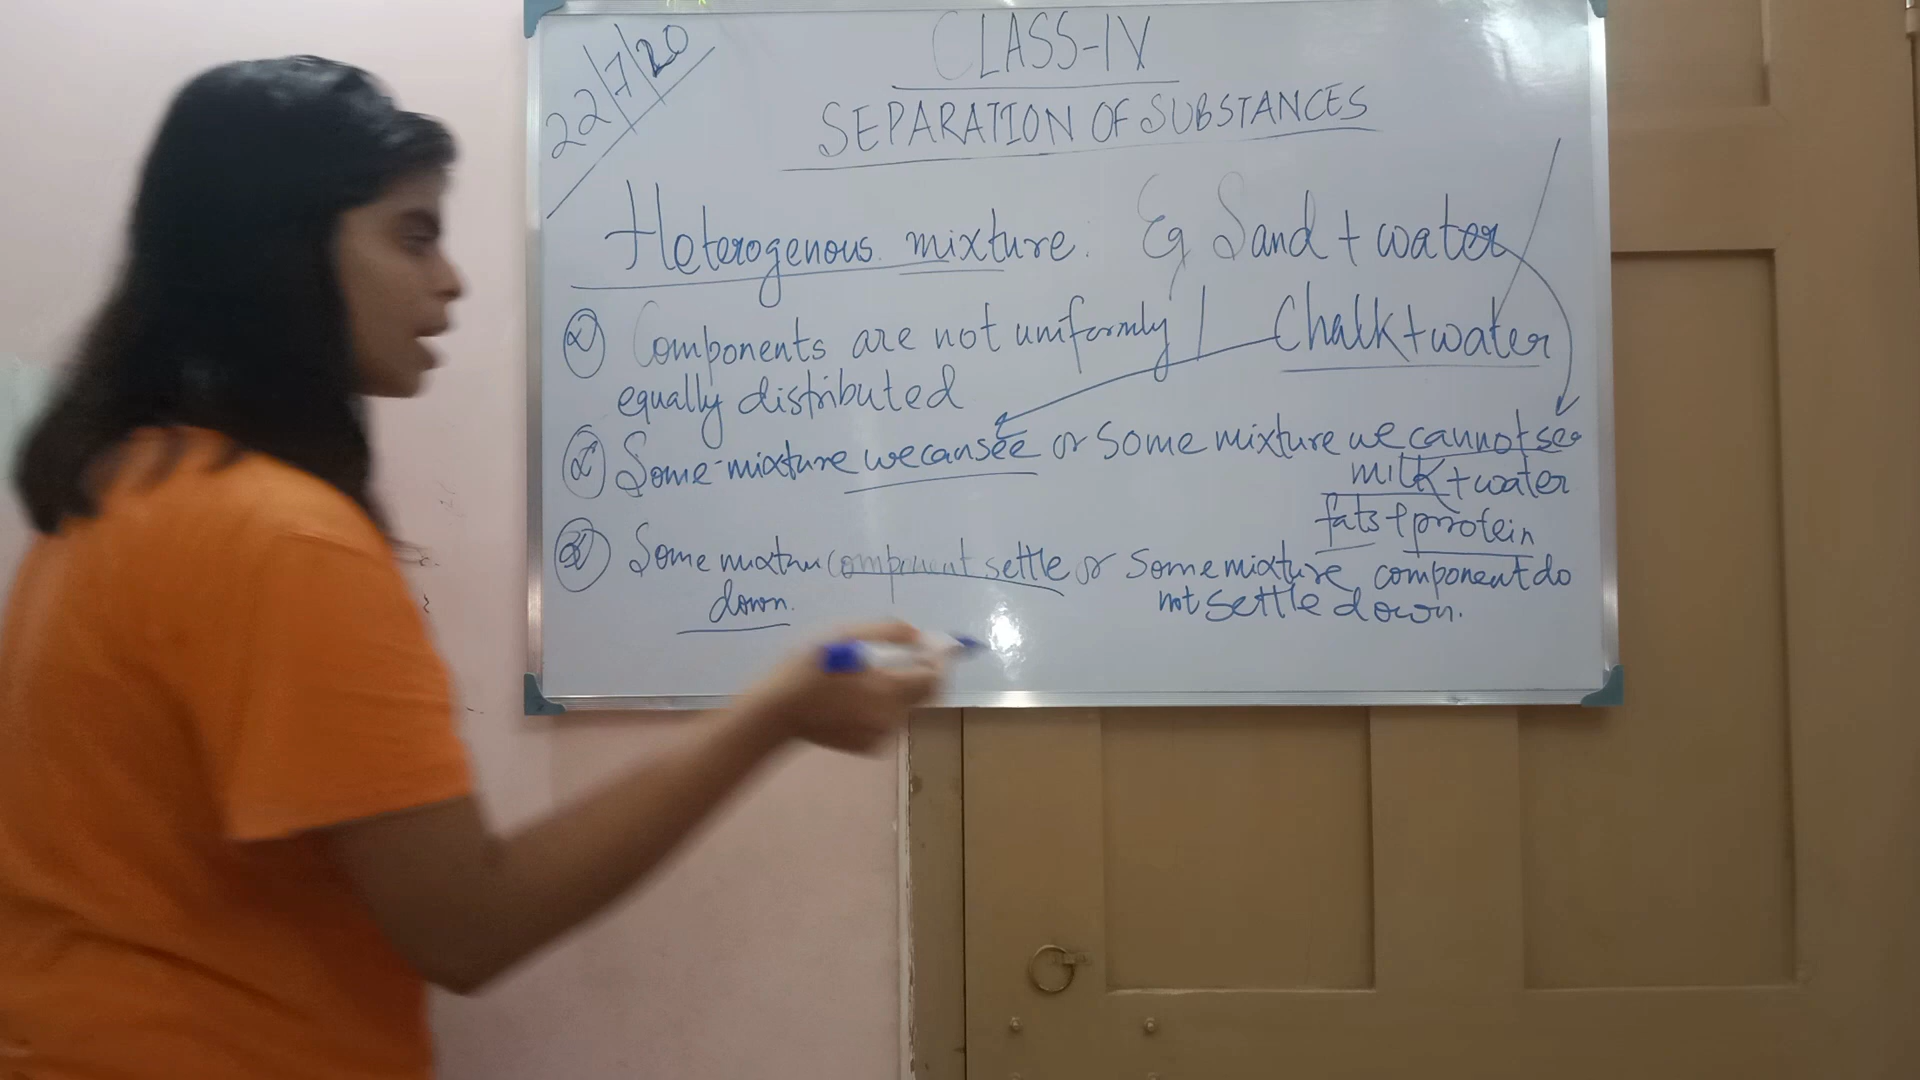 22/7/20
CLASS-IV
SEPARATION OF SUBSTANCES
Heterogenous mixture: Eg Sand + water
Components are not uniformly / Chalk + water
equally distributed
Some mixture we can see or Some mixture we cannot see
milk + water
fats + protein
Some mixture component settle or Some mixture component do
down. not settle down.